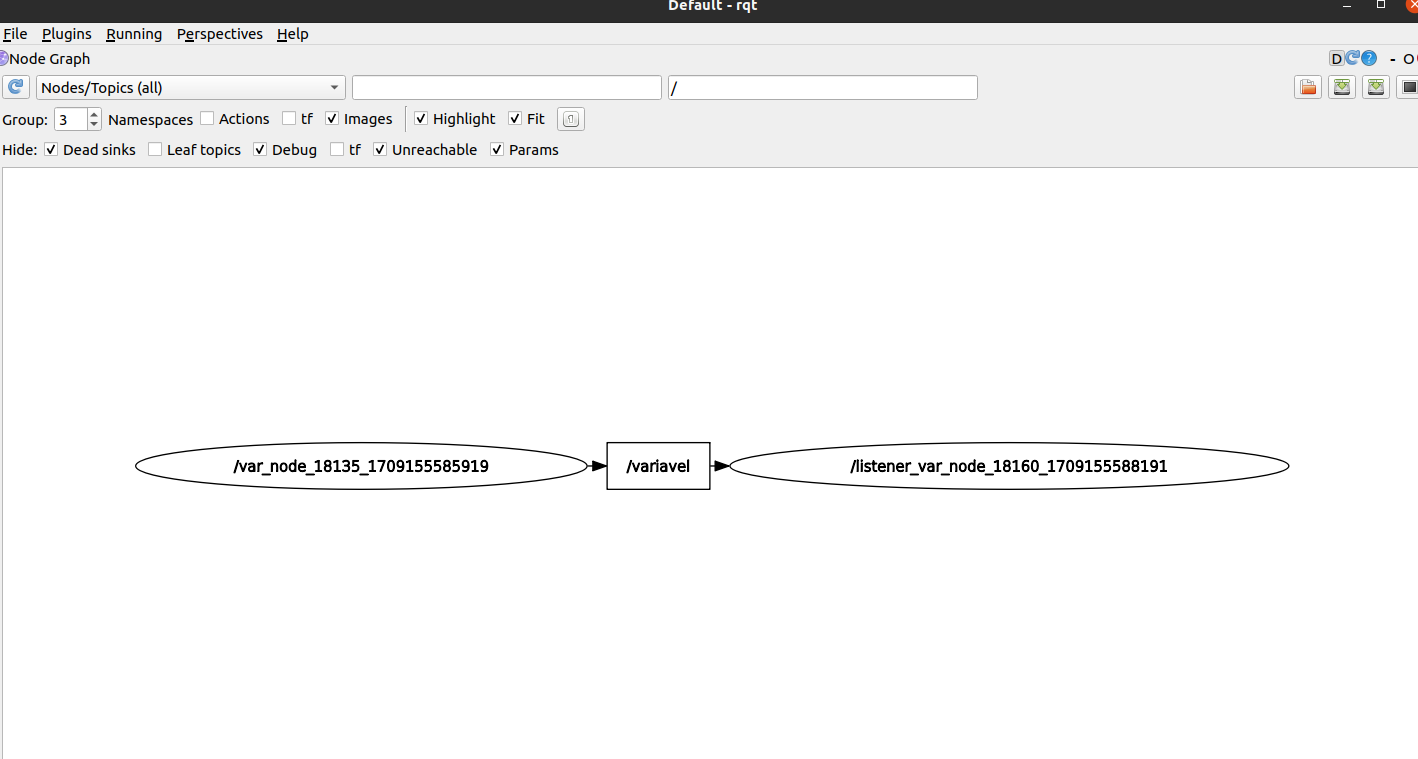 Default - rqt
File Plugins Running Perspectives Help
Node Graph D ? - O
Nodes/Topics (all) /
Group: 3 Namespaces Actions tf Images Highlight Fit
Hide: Dead sinks Leaf topics Debug tf Unreachable Params
/var_node_18135_1709155585919 /variavel /listener_var_node_18160_1709155588191